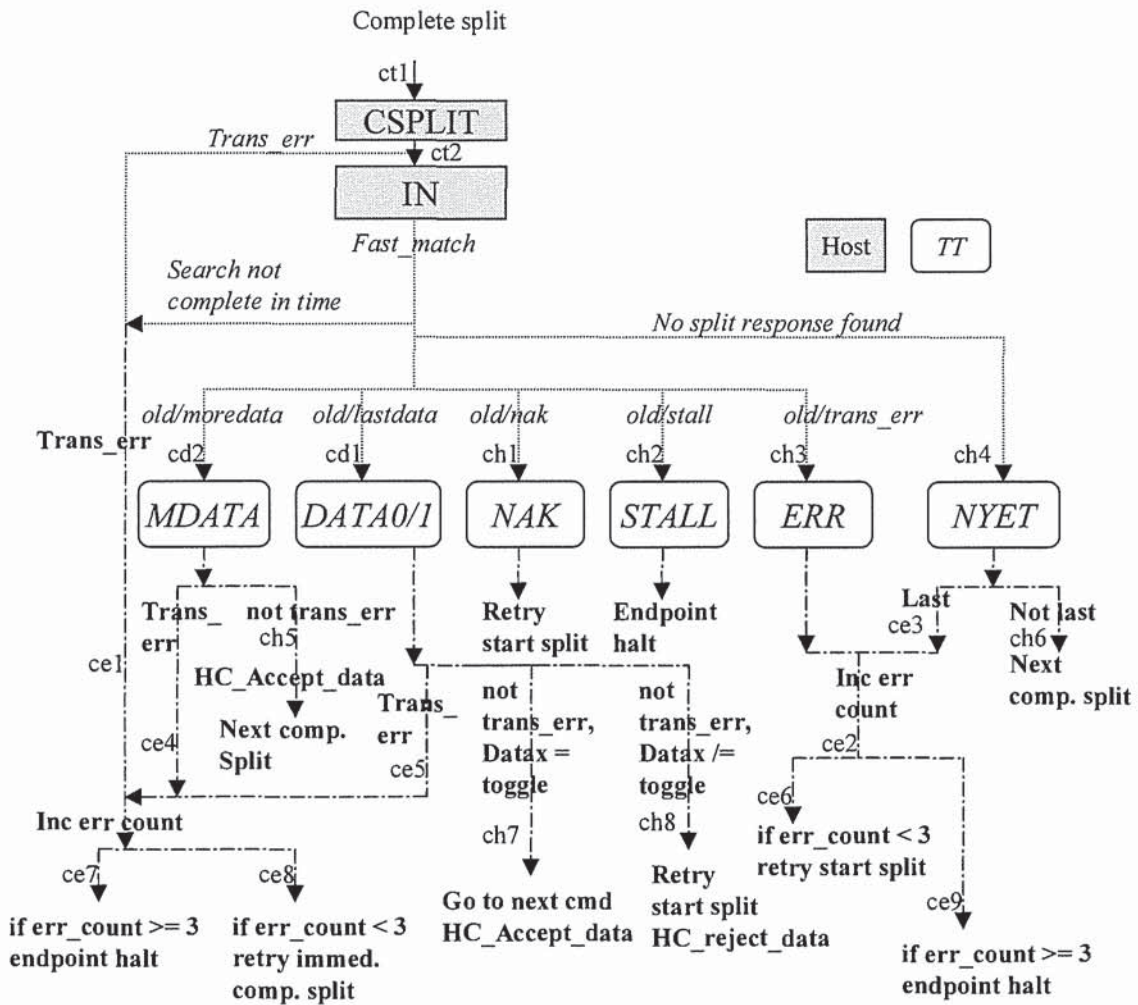 Complete split
ct1
CSPLIT
Trans_err
ct2
IN
Fast_match
Host
TT
Search not
complete in time
No split response found
old/moredata
old/lastdata
old/nak
old/stall
old/trans_err
Trans_err
cd2
cd1
ch1
ch2
ch3
ch4
MDATA
DATA0/1
NAK
STALL
ERR
NYET
Trans_
err
not trans_err
ch5
HC_Accept_data
Next comp.
Split
Retry
start split
Endpoint
halt
Last
ce3
Not last
ch6
Next
comp. split
ce1
ce4
Trans_
err
ce5
not
trans_err,
Datax =
toggle
ch7
not
trans_err,
Datax /=
toggle
ch8
Inc err
count
ce2
ce6
if err_count < 3
retry start split
Inc err count
ce7
ce8
if err_count >= 3
endpoint halt
if err_count < 3
retry immed.
comp. split
Go to next cmd
HC_Accept_data
Retry
start split
HC_reject_data
ce9
if err_count >= 3
endpoint halt